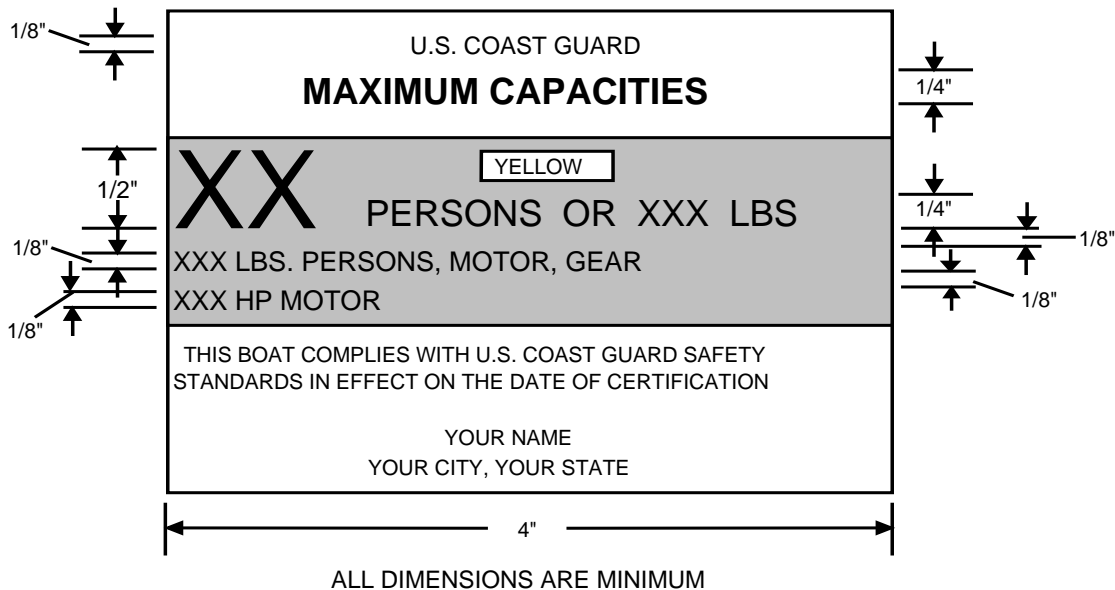 1/8"
U.S. COAST GUARD
MAXIMUM CAPACITIES
1/4"
XX
YELLOW
1/2"
PERSONS OR XXX LBS
1/4"
1/8"
1/8"
XXX LBS. PERSONS, MOTOR, GEAR
XXX HP MOTOR
1/8"
1/8"
THIS BOAT COMPLIES WITH U.S. COAST GUARD SAFETY
STANDARDS IN EFFECT ON THE DATE OF CERTIFICATION
YOUR NAME
YOUR CITY, YOUR STATE
4"
ALL DIMENSIONS ARE MINIMUM